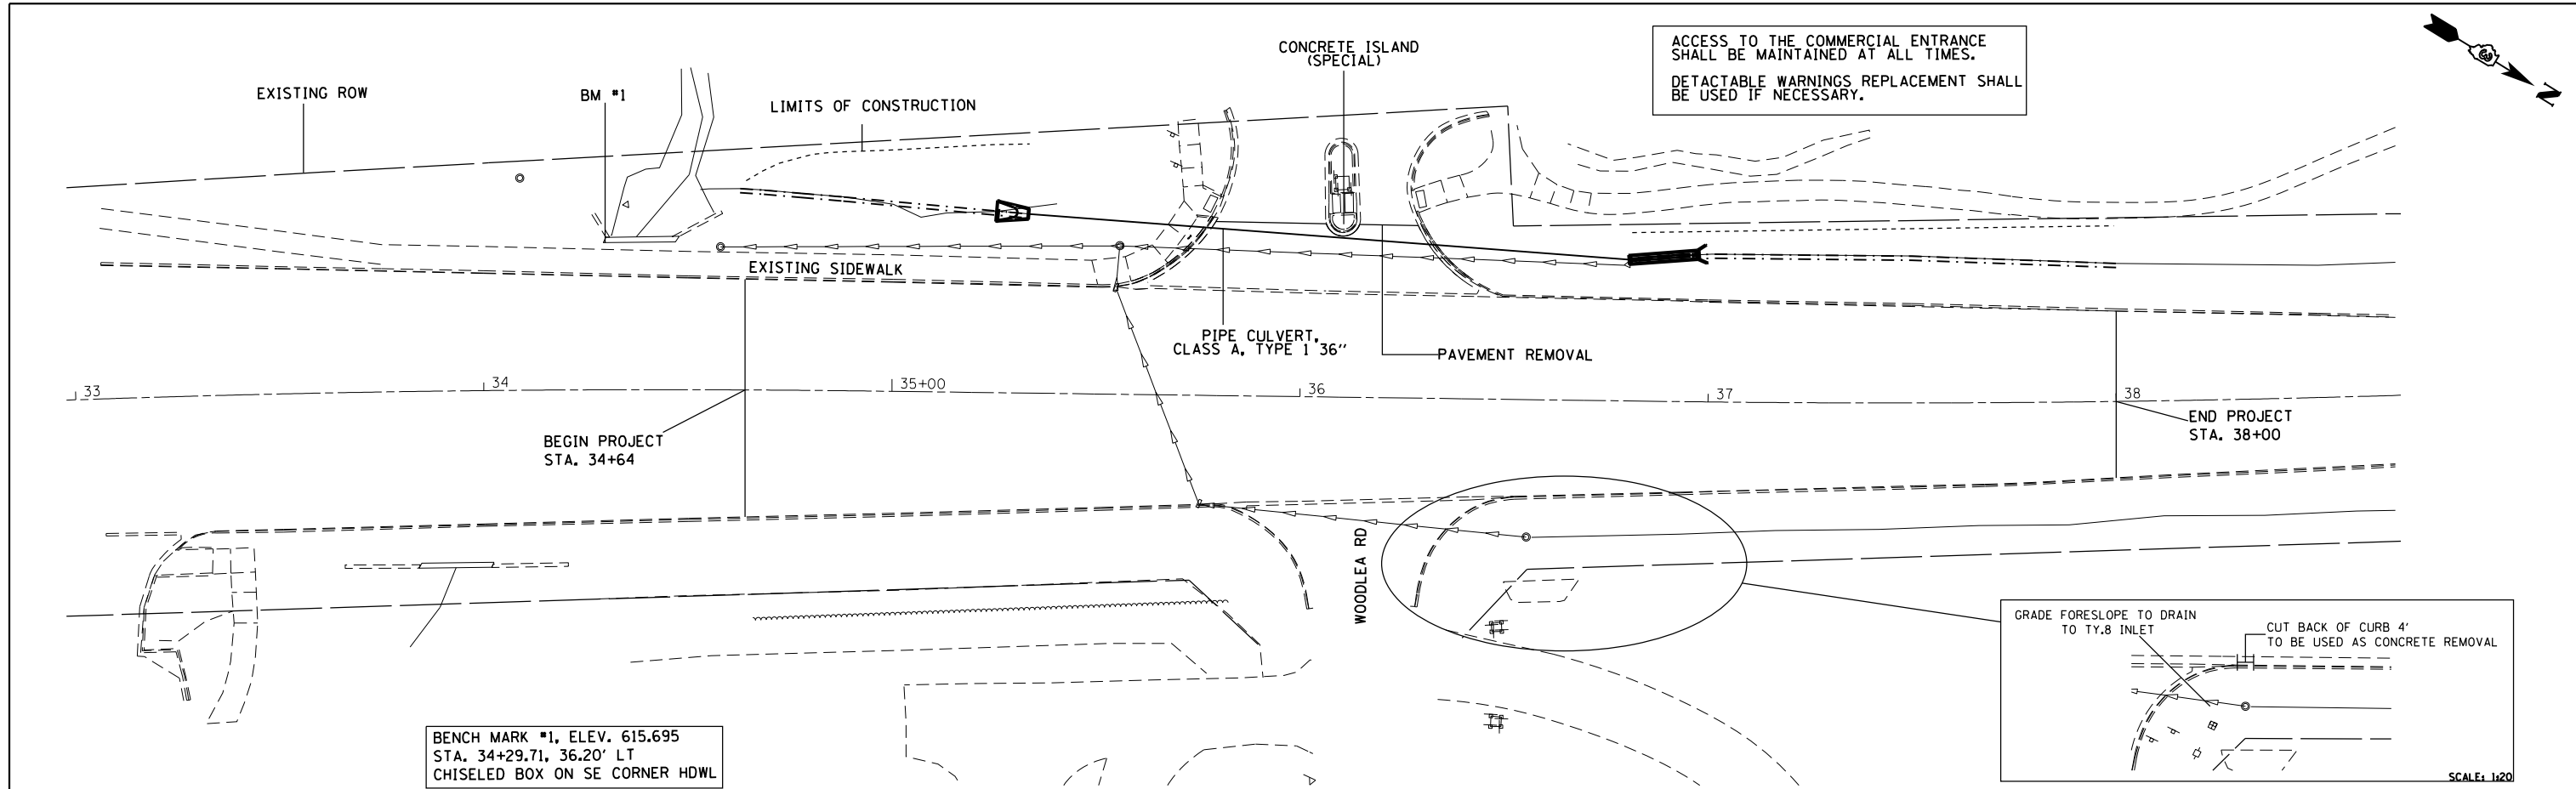 ACCESS TO THE COMMERCIAL ENTRANCE
SHALL BE MAINTAINED AT ALL TIMES.
DETACTABLE WARNINGS REPLACEMENT SHALL
BE USED IF NECESSARY.
N
CONCRETE ISLAND
(SPECIAL)
EXISTING ROW
BM #1
LIMITS OF CONSTRUCTION
EXISTING SIDEWALK
PIPE CULVERT,
CLASS A, TYPE 1 36''
PAVEMENT REMOVAL
33
34
35+00
36
37
38
BEGIN PROJECT
STA. 34+64
END PROJECT
STA. 38+00
WOODLEA RD
GRADE FORESLOPE TO DRAIN
TO TY.8 INLET
CUT BACK OF CURB 4'
TO BE USED AS CONCRETE REMOVAL
SCALE: 1:20
BENCH MARK #1, ELEV. 615.695
STA. 34+29.71, 36.20' LT
CHISELED BOX ON SE CORNER HDWL